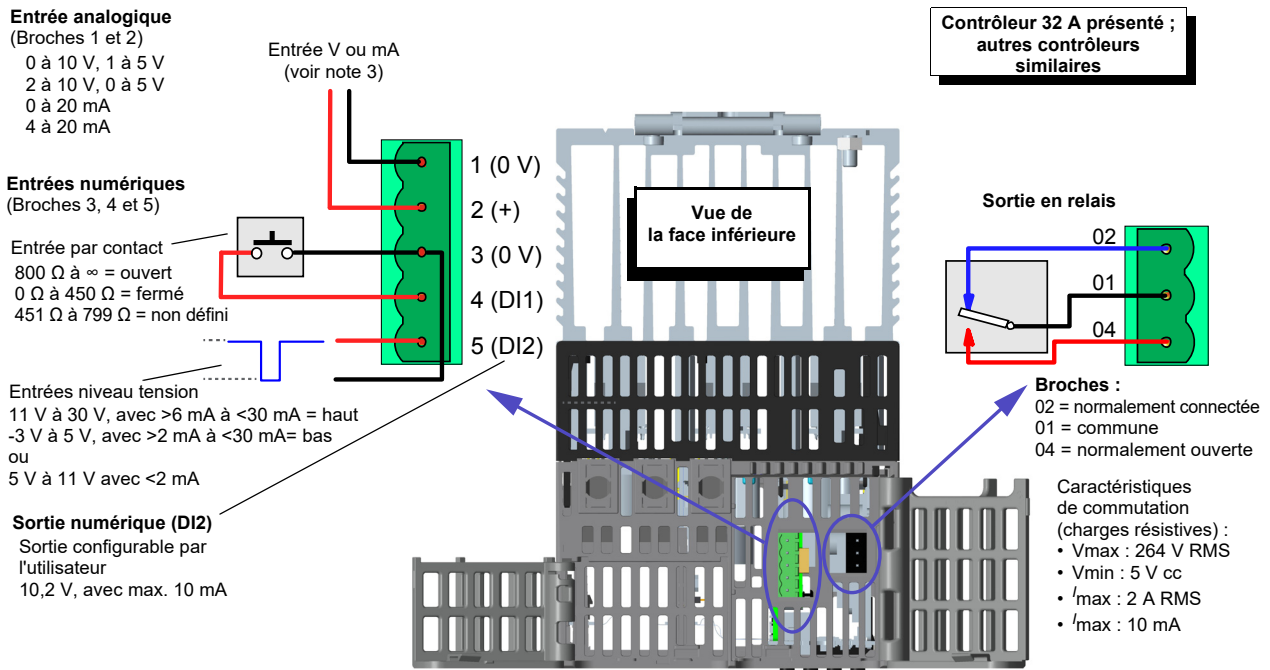 Entrée analogique
(Broches 1 et 2)
0 à 10 V, 1 à 5 V
2 à 10 V, 0 à 5 V
0 à 20 mA
4 à 20 mA
Entrée V ou mA
(voir note 3)
Contrôleur 32 A présenté ;
autres contrôleurs
similaires
Entrées numériques
(Broches 3, 4 et 5)
Entrée par contact
800 Ω à ∞ = ouvert
0 Ω à 450 Ω = fermé
451 Ω à 799 Ω = non défini
1 (0 V)
2 (+)
3 (0 V)
4 (DI1)
5 (DI2)
Vue de
la face inférieure
Sortie en relais
02
01
04
Entrées niveau tension
11 V à 30 V, avec >6 mA à <30 mA = haut
-3 V à 5 V, avec >2 mA à <30 mA= bas
ou
5 V à 11 V avec <2 mA
Sortie numérique (DI2)
Sortie configurable par
l'utilisateur
10,2 V, avec max. 10 mA
Broches :
02 = normalement connectée
01 = commune
04 = normalement ouverte
Caractéristiques
de commutation
(charges résistives) :
• Vmax : 264 V RMS
• Vmin : 5 V cc
• Imax : 2 A RMS
• Imax : 10 mA